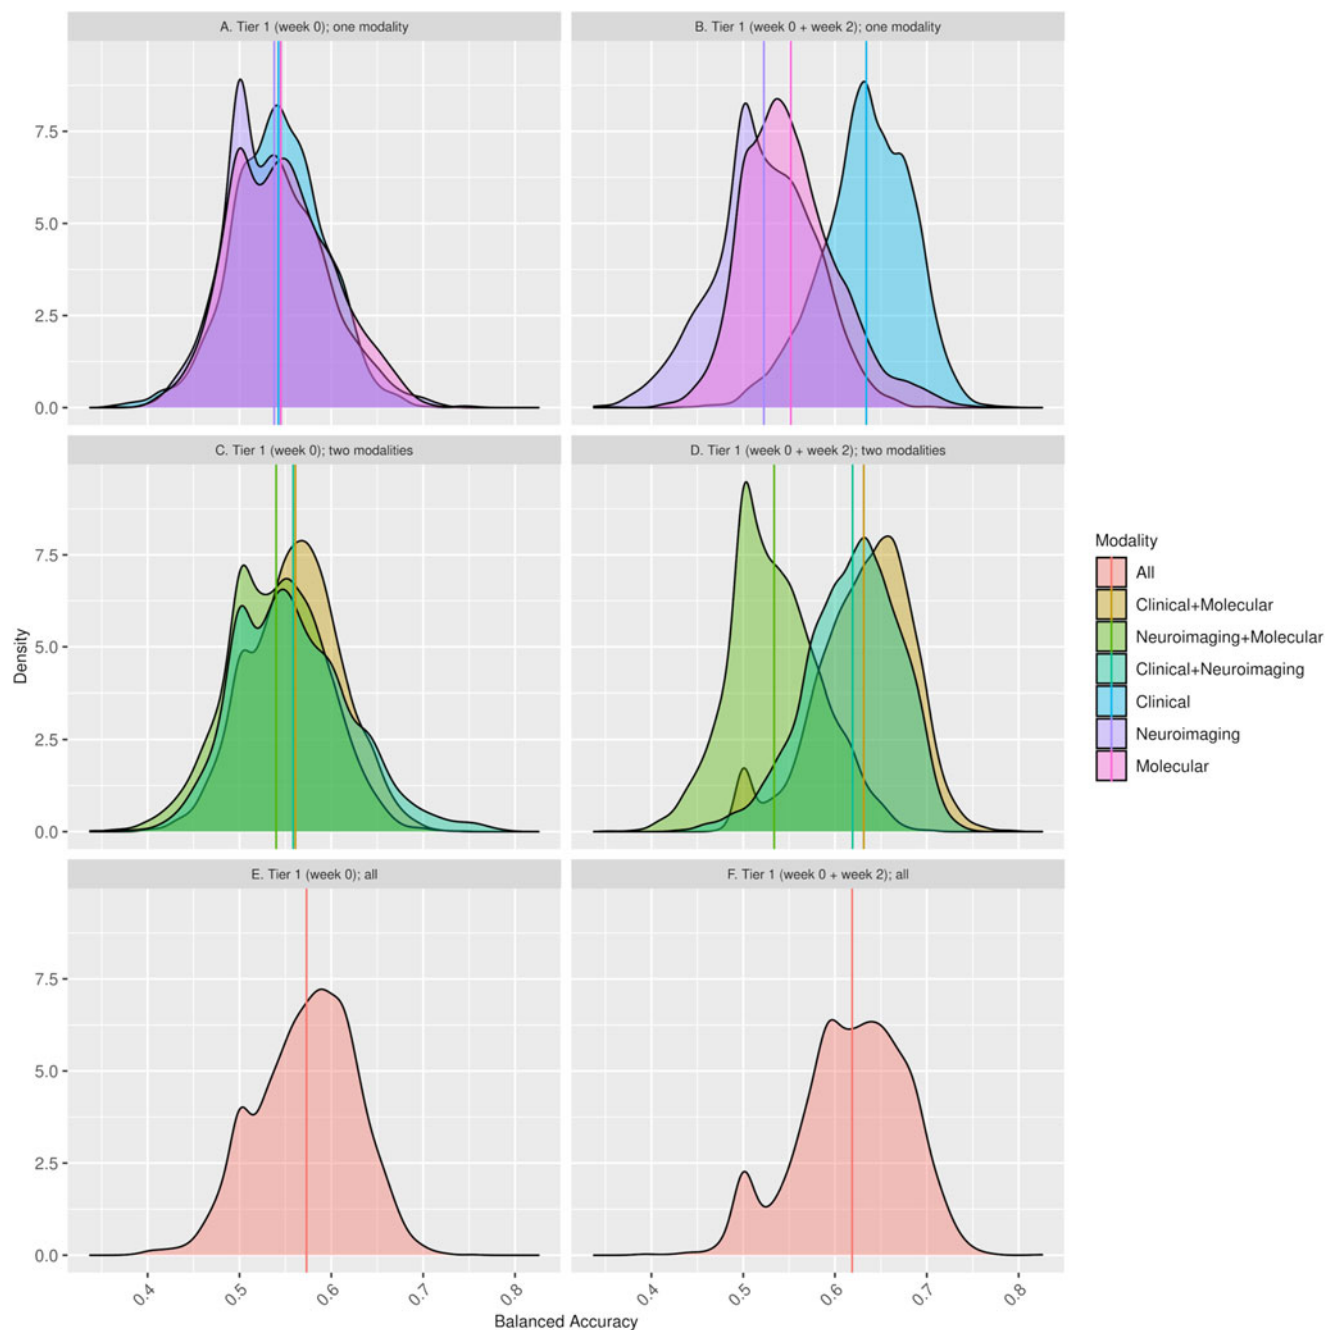 A. Tier 1 (week 0); one modality
B. Tier 1 (week 0 + week 2); one modality
7.5
5.0
2.5
0.0
C. Tier 1 (week 0); two modalities
D. Tier 1 (week 0 + week 2); two modalities
7.5
5.0
2.5
0.0
Density
E. Tier 1 (week 0); all
F. Tier 1 (week 0 + week 2); all
7.5
5.0
2.5
0.0
0.4 0.5 0.6 0.7 0.8
0.4 0.5 0.6 0.7 0.8
Balanced Accuracy
Modality
All
Clinical+Molecular
Neuroimaging+Molecular
Clinical+Neuroimaging
Clinical
Neuroimaging
Molecular